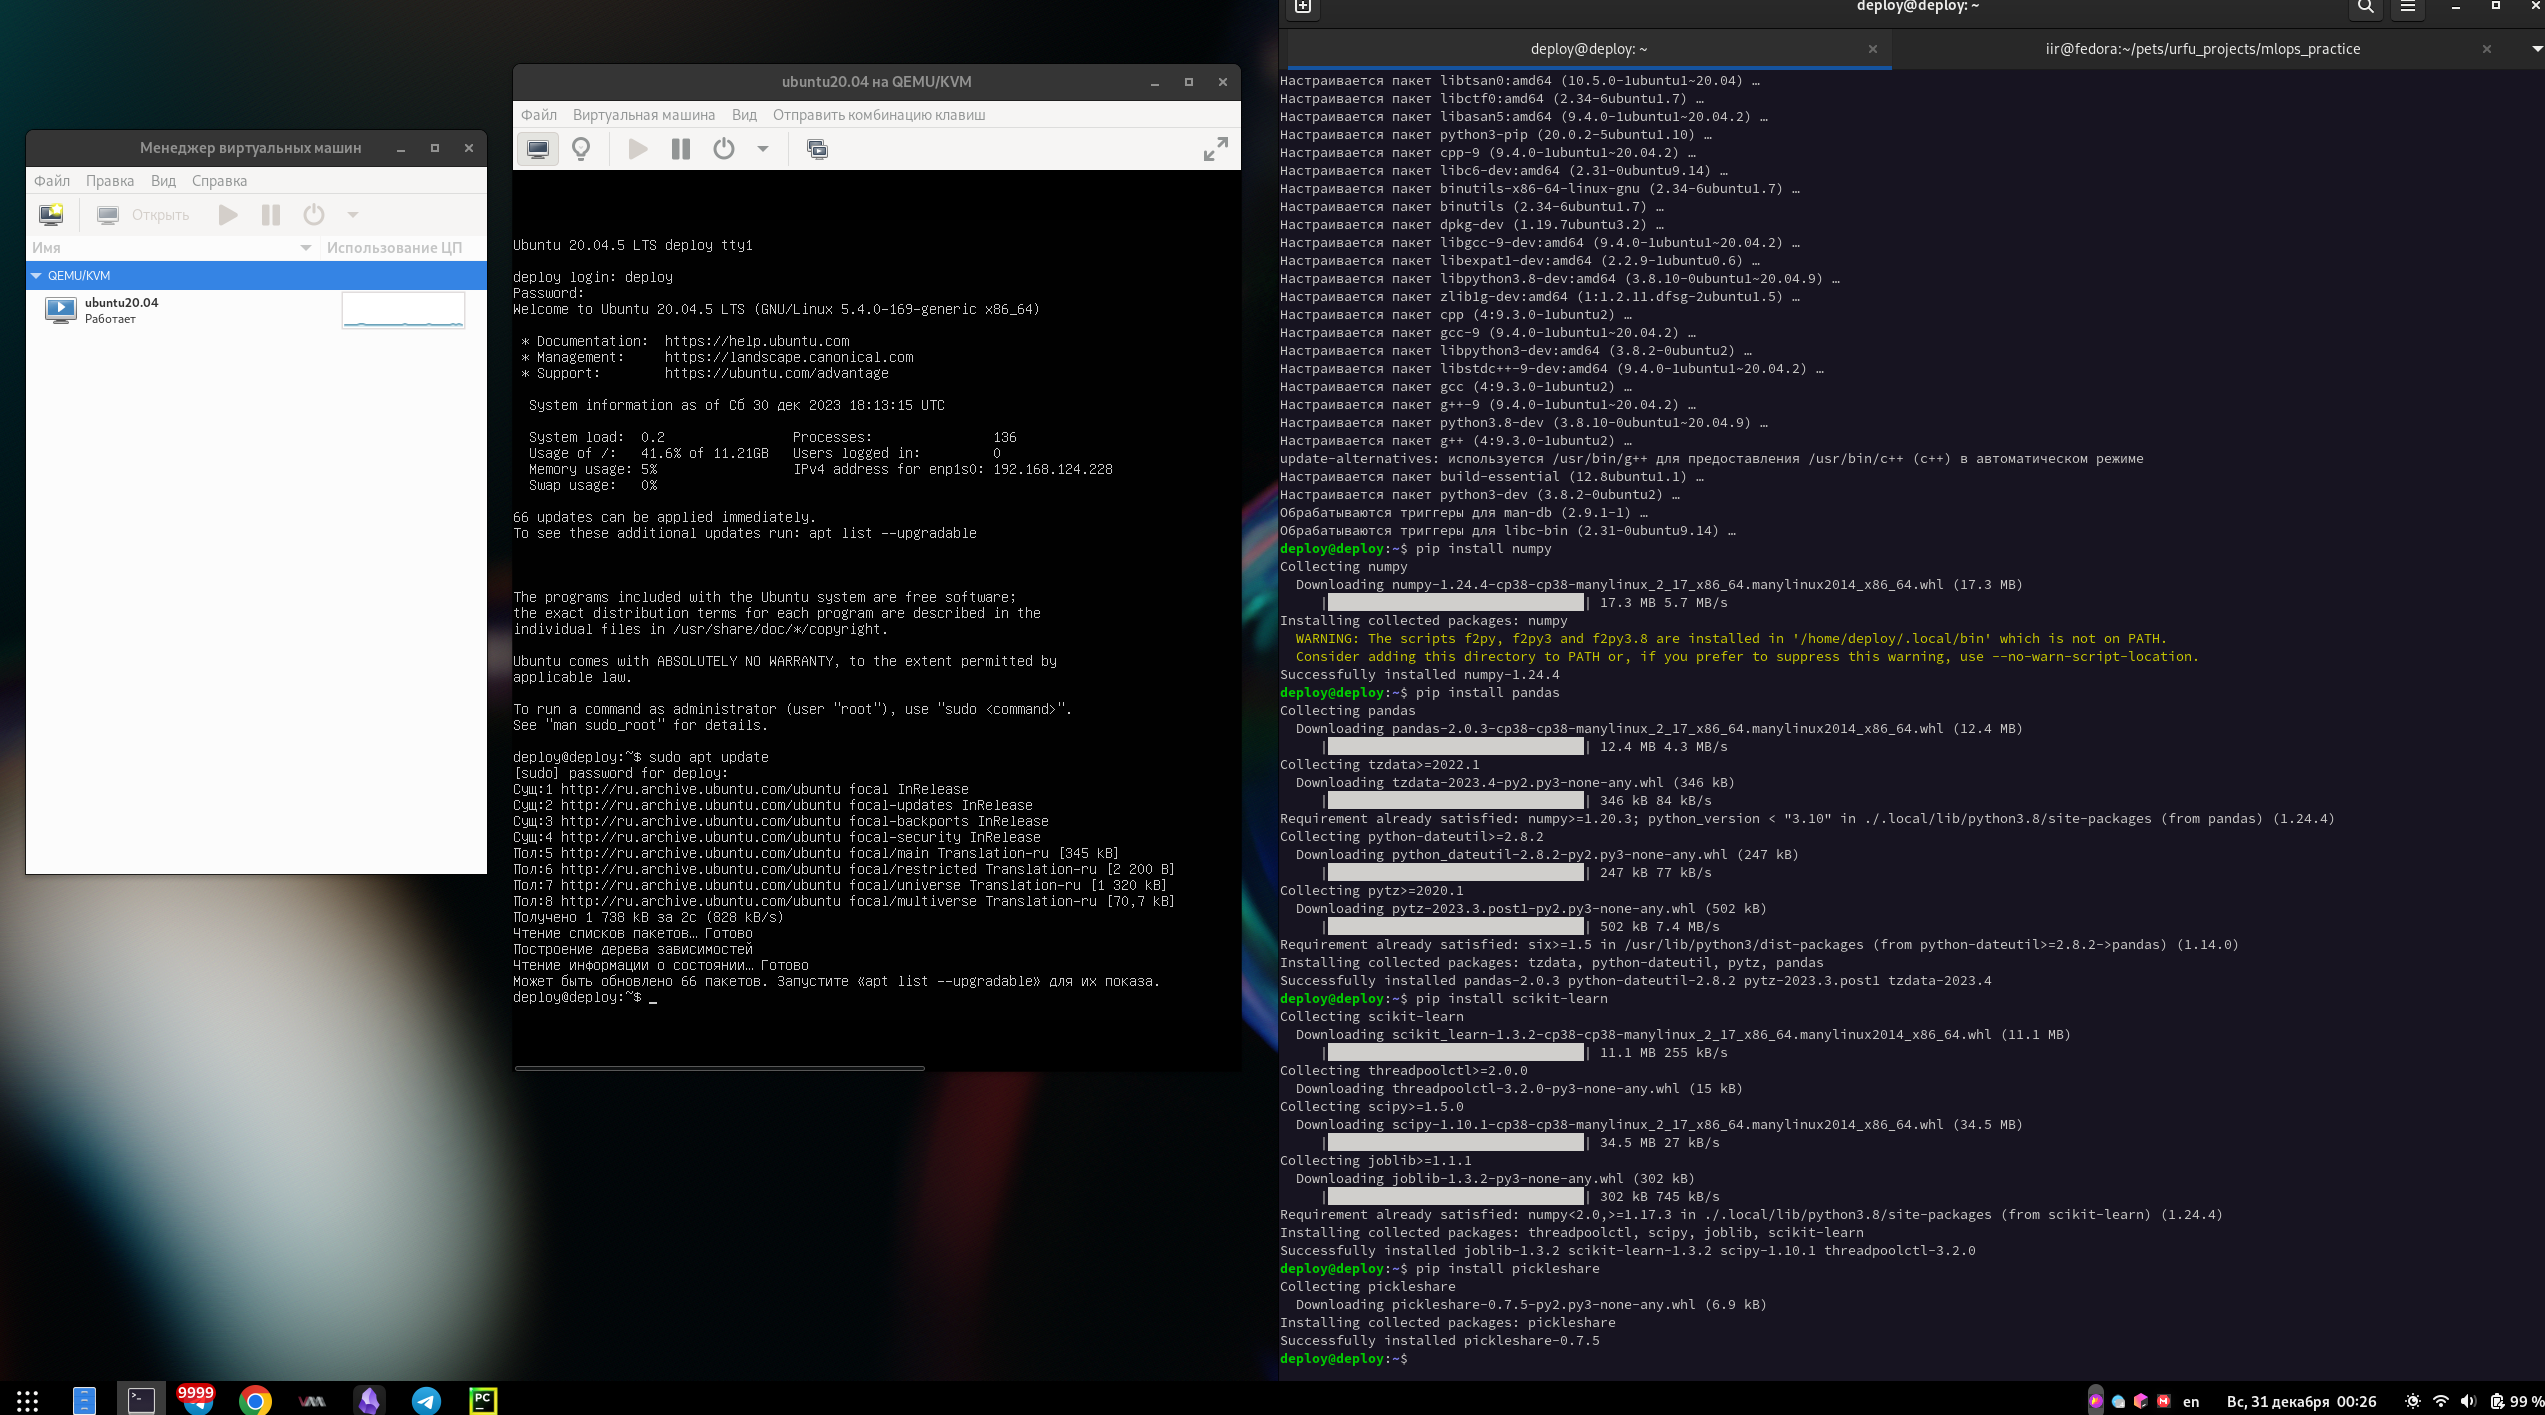 Менеджер виртуальных машин
Файл Правка Вид Справка
Открыть
Имя Использование ЦП
QEMU/KVM
ubuntu20.04
Работает
ubuntu20.04 на QEMU/KVM
Файл Виртуальная машина Вид Отправить комбинацию клавиш
Ubuntu 20.04.5 LTS deploy tty1
deploy login: deploy
Password:
Welcome to Ubuntu 20.04.5 LTS (GNU/Linux 5.4.0-169-generic x86_64)
* Documentation:  https://help.ubuntu.com
* Management:     https://landscape.canonical.com
* Support:        https://ubuntu.com/advantage
System information as of Сб 30 дек 2023 18:13:15 UTC
System load:  0.2                Processes:               136
Usage of /:   41.6% of 11.21GB   Users logged in:         0
Memory usage: 5%                 IPv4 address for enp1s0: 192.168.124.228
Swap usage:   0%
66 updates can be applied immediately.
To see these additional updates run: apt list --upgradable
The programs included with the Ubuntu system are free software;
the exact distribution terms for each program are described in the
individual files in /usr/share/doc/*/copyright.
Ubuntu comes with ABSOLUTELY NO WARRANTY, to the extent permitted by
applicable law.
To run a command as administrator (user "root"), use "sudo <command>".
See "man sudo_root" for details.
deploy@deploy:~$ sudo apt update
[sudo] password for deploy:
Сущ:1 http://ru.archive.ubuntu.com/ubuntu focal InRelease
Сущ:2 http://ru.archive.ubuntu.com/ubuntu focal-updates InRelease
Сущ:3 http://ru.archive.ubuntu.com/ubuntu focal-backports InRelease
Сущ:4 http://ru.archive.ubuntu.com/ubuntu focal-security InRelease
Пол:5 http://ru.archive.ubuntu.com/ubuntu focal/main Translation-ru [345 kB]
Пол:6 http://ru.archive.ubuntu.com/ubuntu focal/restricted Translation-ru [2 200 B]
Пол:7 http://ru.archive.ubuntu.com/ubuntu focal/universe Translation-ru [1 320 kB]
Пол:8 http://ru.archive.ubuntu.com/ubuntu focal/multiverse Translation-ru [70,7 kB]
Получено 1 738 kB за 2с (828 kB/s)
Чтение списков пакетов… Готово
Построение дерева зависимостей
Чтение информации о состоянии… Готово
Может быть обновлено 66 пакетов. Запустите «apt list --upgradable» для их показа.
deploy@deploy:~$ _
deploy@deploy: ~
deploy@deploy: ~
iir@fedora:~/pets/urfu_projects/mlops_practice
Настраивается пакет libtsan0:amd64 (10.5.0-1ubuntu1~20.04) …
Настраивается пакет libctf0:amd64 (2.34-6ubuntu1.7) …
Настраивается пакет libasan5:amd64 (9.4.0-1ubuntu1~20.04.2) …
Настраивается пакет python3-pip (20.0.2-5ubuntu1.10) …
Настраивается пакет cpp-9 (9.4.0-1ubuntu1~20.04.2) …
Настраивается пакет libc6-dev:amd64 (2.31-0ubuntu9.14) …
Настраивается пакет binutils-x86-64-linux-gnu (2.34-6ubuntu1.7) …
Настраивается пакет binutils (2.34-6ubuntu1.7) …
Настраивается пакет dpkg-dev (1.19.7ubuntu3.2) …
Настраивается пакет libgcc-9-dev:amd64 (9.4.0-1ubuntu1~20.04.2) …
Настраивается пакет libexpat1-dev:amd64 (2.2.9-1ubuntu0.6) …
Настраивается пакет libpython3.8-dev:amd64 (3.8.10-0ubuntu1~20.04.9) …
Настраивается пакет zlib1g-dev:amd64 (1:1.2.11.dfsg-2ubuntu1.5) …
Настраивается пакет cpp (4:9.3.0-1ubuntu2) …
Настраивается пакет gcc-9 (9.4.0-1ubuntu1~20.04.2) …
Настраивается пакет libpython3-dev:amd64 (3.8.2-0ubuntu2) …
Настраивается пакет libstdc++-9-dev:amd64 (9.4.0-1ubuntu1~20.04.2) …
Настраивается пакет gcc (4:9.3.0-1ubuntu2) …
Настраивается пакет g++-9 (9.4.0-1ubuntu1~20.04.2) …
Настраивается пакет python3.8-dev (3.8.10-0ubuntu1~20.04.9) …
Настраивается пакет g++ (4:9.3.0-1ubuntu2) …
update-alternatives: используется /usr/bin/g++ для предоставления /usr/bin/c++ (c++) в автоматическом режиме
Настраивается пакет build-essential (12.8ubuntu1.1) …
Настраивается пакет python3-dev (3.8.2-0ubuntu2) …
Обрабатываются триггеры для man-db (2.9.1-1) …
Обрабатываются триггеры для libc-bin (2.31-0ubuntu9.14) …
deploy@deploy:~$ pip install numpy
Collecting numpy
Downloading numpy-1.24.4-cp38-cp38-manylinux_2_17_x86_64.manylinux2014_x86_64.whl (17.3 MB)
| | 17.3 MB 5.7 MB/s
Installing collected packages: numpy
WARNING: The scripts f2py, f2py3 and f2py3.8 are installed in '/home/deploy/.local/bin' which is not on PATH.
Consider adding this directory to PATH or, if you prefer to suppress this warning, use --no-warn-script-location.
Successfully installed numpy-1.24.4
deploy@deploy:~$ pip install pandas
Collecting pandas
Downloading pandas-2.0.3-cp38-cp38-manylinux_2_17_x86_64.manylinux2014_x86_64.whl (12.4 MB)
| | 12.4 MB 4.3 MB/s
Collecting tzdata>=2022.1
Downloading tzdata-2023.4-py2.py3-none-any.whl (346 kB)
| | 346 kB 84 kB/s
Requirement already satisfied: numpy>=1.20.3; python_version < "3.10" in ./.local/lib/python3.8/site-packages (from pandas) (1.24.4)
Collecting python-dateutil>=2.8.2
Downloading python_dateutil-2.8.2-py2.py3-none-any.whl (247 kB)
| | 247 kB 77 kB/s
Collecting pytz>=2020.1
Downloading pytz-2023.3.post1-py2.py3-none-any.whl (502 kB)
| | 502 kB 7.4 MB/s
Requirement already satisfied: six>=1.5 in /usr/lib/python3/dist-packages (from python-dateutil>=2.8.2->pandas) (1.14.0)
Installing collected packages: tzdata, python-dateutil, pytz, pandas
Successfully installed pandas-2.0.3 python-dateutil-2.8.2 pytz-2023.3.post1 tzdata-2023.4
deploy@deploy:~$ pip install scikit-learn
Collecting scikit-learn
Downloading scikit_learn-1.3.2-cp38-cp38-manylinux_2_17_x86_64.manylinux2014_x86_64.whl (11.1 MB)
| | 11.1 MB 255 kB/s
Collecting threadpoolctl>=2.0.0
Downloading threadpoolctl-3.2.0-py3-none-any.whl (15 kB)
Collecting scipy>=1.5.0
Downloading scipy-1.10.1-cp38-cp38-manylinux_2_17_x86_64.manylinux2014_x86_64.whl (34.5 MB)
| | 34.5 MB 27 kB/s
Collecting joblib>=1.1.1
Downloading joblib-1.3.2-py3-none-any.whl (302 kB)
| | 302 kB 745 kB/s
Requirement already satisfied: numpy<2.0,>=1.17.3 in ./.local/lib/python3.8/site-packages (from scikit-learn) (1.24.4)
Installing collected packages: threadpoolctl, scipy, joblib, scikit-learn
Successfully installed joblib-1.3.2 scikit-learn-1.3.2 scipy-1.10.1 threadpoolctl-3.2.0
deploy@deploy:~$ pip install pickleshare
Collecting pickleshare
Downloading pickleshare-0.7.5-py2.py3-none-any.whl (6.9 kB)
Installing collected packages: pickleshare
Successfully installed pickleshare-0.7.5
deploy@deploy:~$
9999
PC
en Вс, 31 декабря 00:26 99 %